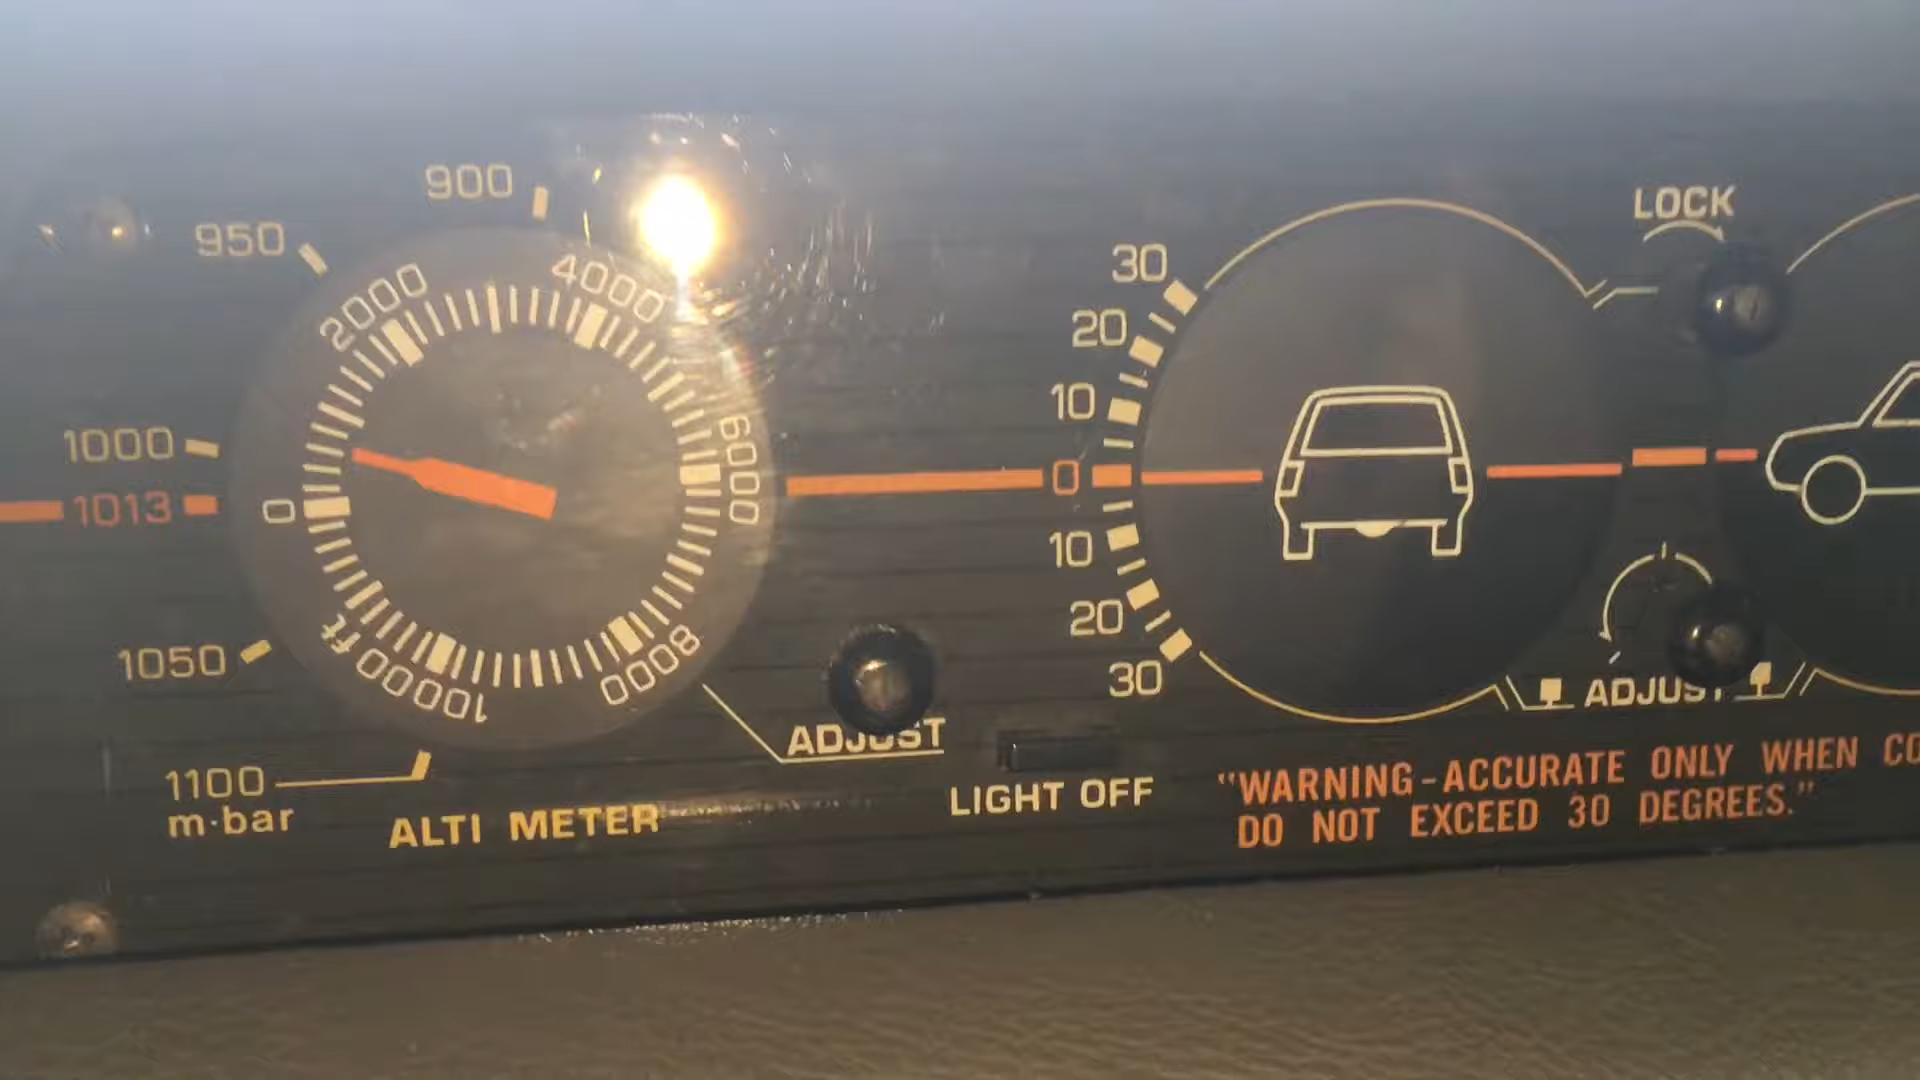 900
950
1000
1013
1050
1100
m·bar
0
2000
4000
6000
8000
10000 ft
ALTI METER
ADJUST
LIGHT OFF
30
20
10
0
10
20
30
LOCK
ADJUST
"WARNING-ACCURATE ONLY WHEN
DO NOT EXCEED 30 DEGREES."